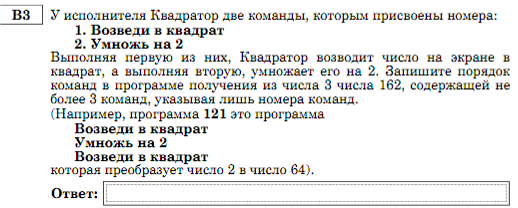 В3 У исполнителя Квадратор две команды, которым присвоены номера:
1. Возведи в квадрат
2. Умножь на 2
Выполняя первую из них, Квадратор возводит число на экране в
квадрат, а выполняя вторую, умножает его на 2. Запишите порядок
команд в программе получения из числа 3 числа 162, содержащей не
более 3 команд, указывая лишь номера команд.
(Например, программа 121 это программа
Возведи в квадрат
Умножь на 2
Возведи в квадрат
которая преобразует число 2 в число 64).
Ответ: